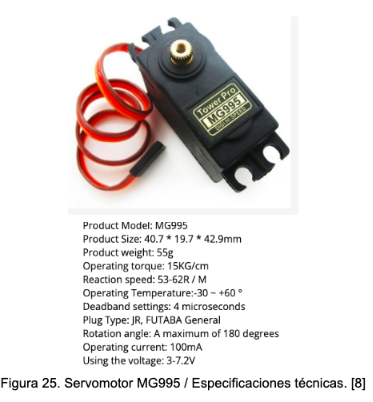 Tower Pro
MG995
DIGI HI-SPEED
Product Model: MG995
Product Size: 40.7 * 19.7 * 42.9mm
Product weight: 55g
Operating torque: 15KG/cm
Reaction speed: 53-62R / M
Operating Temperature:-30 ~ +60 °
Deadband settings: 4 microseconds
Plug Type: JR, FUTABA General
Rotation angle: A maximum of 180 degrees
Operating current: 100mA
Using the voltage: 3-7.2V
Figura 25. Servomotor MG995 / Especificaciones técnicas. [8]